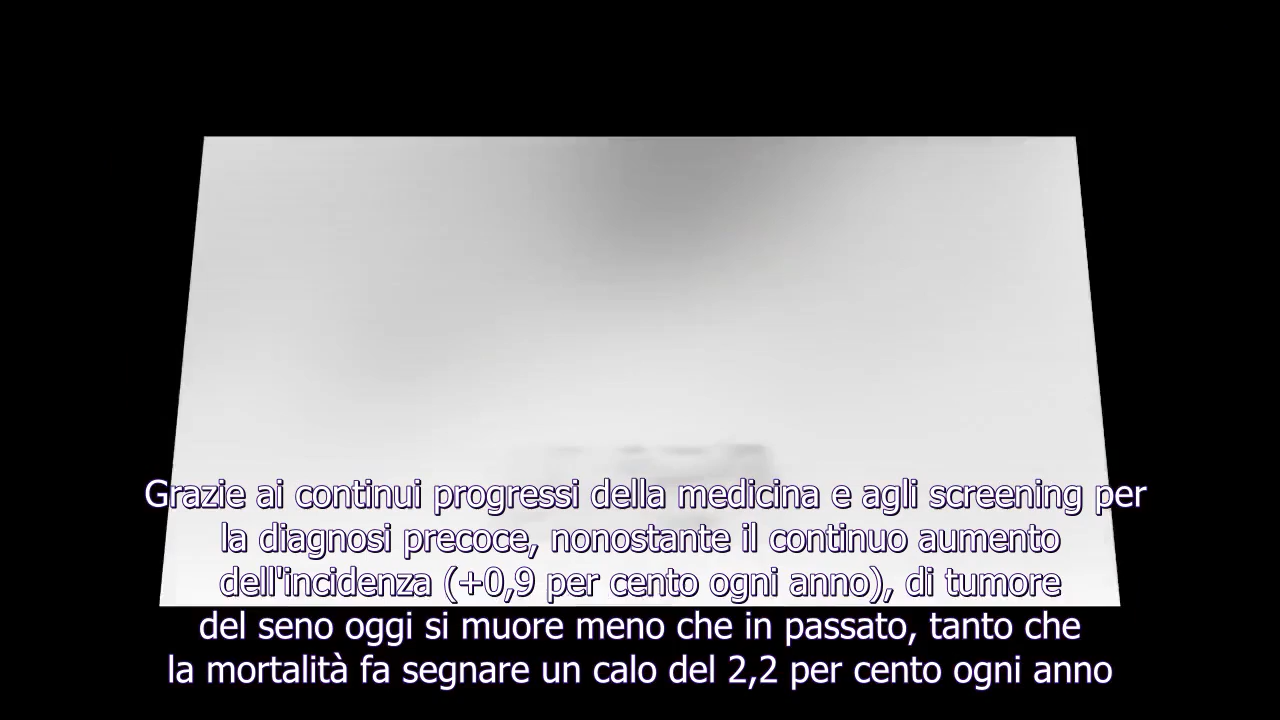 Grazie ai continui progressi della medicina e agli screening per
la diagnosi precoce, nonostante il continuo aumento
dell'incidenza (+0,9 per cento ogni anno), di tumore
del seno oggi si muore meno che in passato, tanto che
la mortalità fa segnare un calo del 2,2 per cento ogni anno